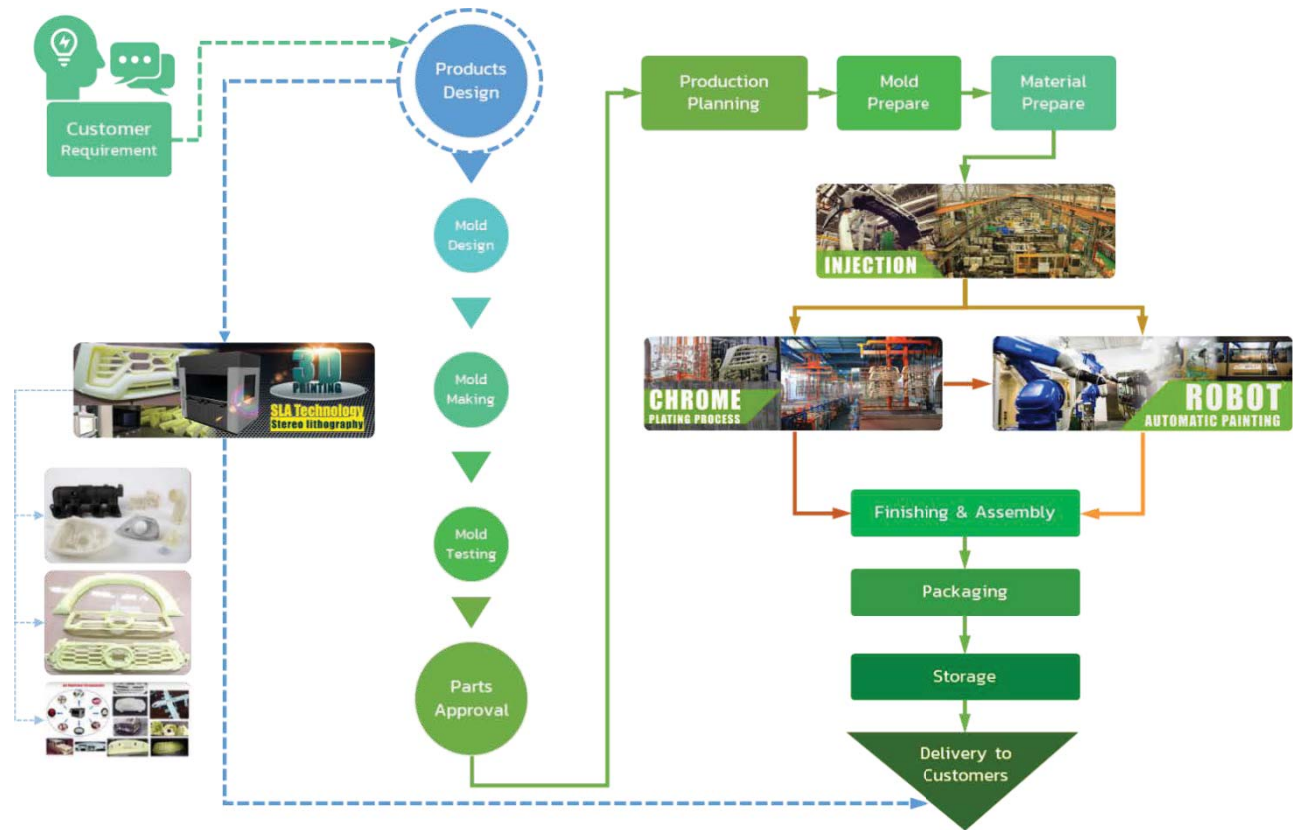 Customer
Requirement
Products
Design
Mold
Design
Mold
Making
Mold
Testing
Parts
Approval
3D
PRINTING
SLA Technology
Stereo lithography
Production
Planning
Mold
Prepare
Material
Prepare
INJECTION
CHROME
PLATING PROCESS
ROBOT
AUTOMATIC PAINTING
Finishing & Assembly
Packaging
Storage
Delivery to
Customers